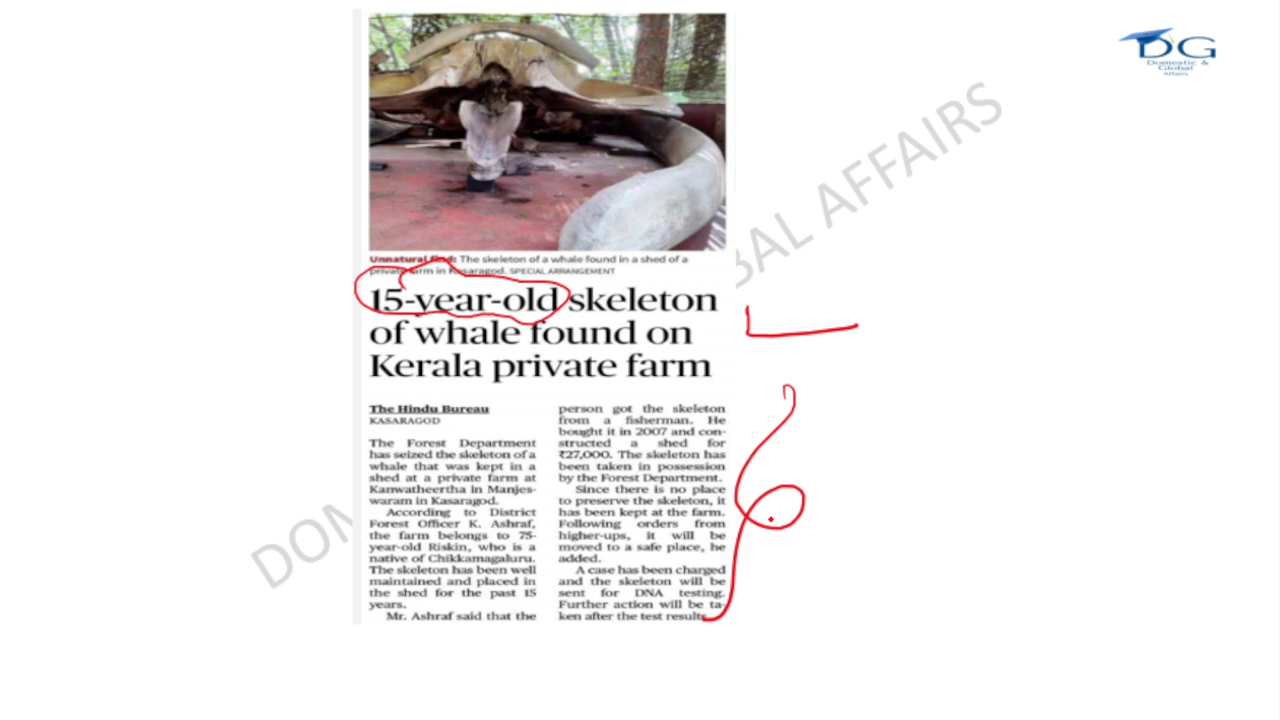 DG
Domestic &
Global
Affairs
Unnatural find: The skeleton of a whale found in a shed of a
private farm in Kasaragod. SPECIAL ARRANGEMENT
15-year-old skeleton
of whale found on
Kerala private farm
The Hindu Bureau
KASARAGOD
The Forest Department
has seized the skeleton of a
whale that was kept in a
shed at a private farm at
Kanwatheertha in Manjes-
waram in Kasaragod.
According to District
Forest Officer K. Ashraf,
the farm belongs to 75-
year-old Riskin, who is a
native of Chikkamagaluru.
The skeleton has been well
maintained and placed in
the shed for the past 15
years.
Mr. Ashraf said that the
person got the skeleton
from a fisherman. He
bought it in 2007 and con-
structed a shed for
₹27,000. The skeleton has
been taken in possession
by the Forest Department.
Since there is no place
to preserve the skeleton, it
has been kept at the farm.
Following orders from
higher-ups, it will be
moved to a safe place, he
added.
A case has been charged
and the skeleton will be
sent for DNA testing.
Further action will be ta-
ken after the test results.
AFFAIRS